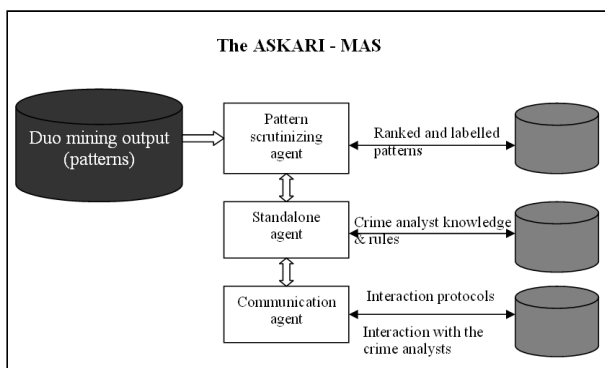 The ASKARI - MAS
Duo mining output
(patterns)
Pattern
scrutinizing
agent
Ranked and labelled
patterns
Standalone
agent
Crime analyst knowledge
& rules
Communication
agent
Interaction protocols
Interaction with the
crime analysts